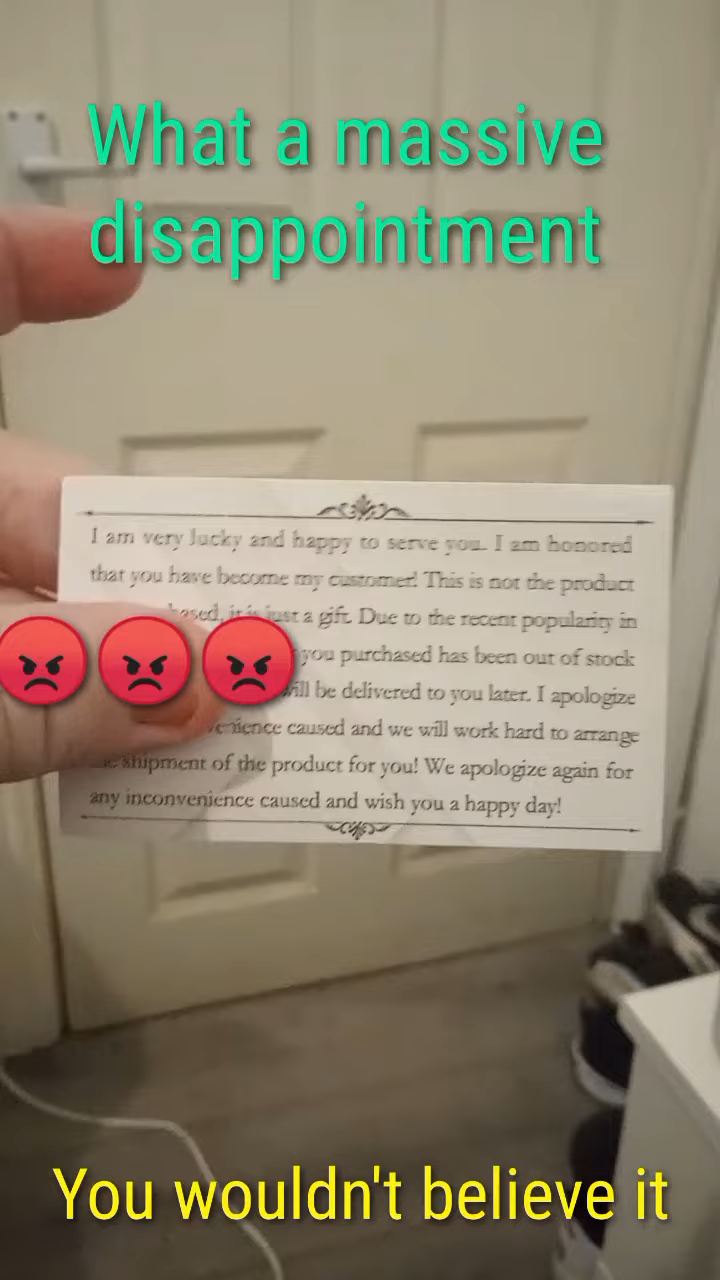 What a massive
disappointment
I am very lucky and happy to serve you. I am honored
that you have become my customer! This is not the product
it is just a gift. Due to the recent popularity in
you purchased has been out of stock
will be delivered to you later. I apologize
caused and we will work hard to arrange
shipment of the product for you! We apologize again for
any inconvenience caused and wish you a happy day!
You wouldn't believe it